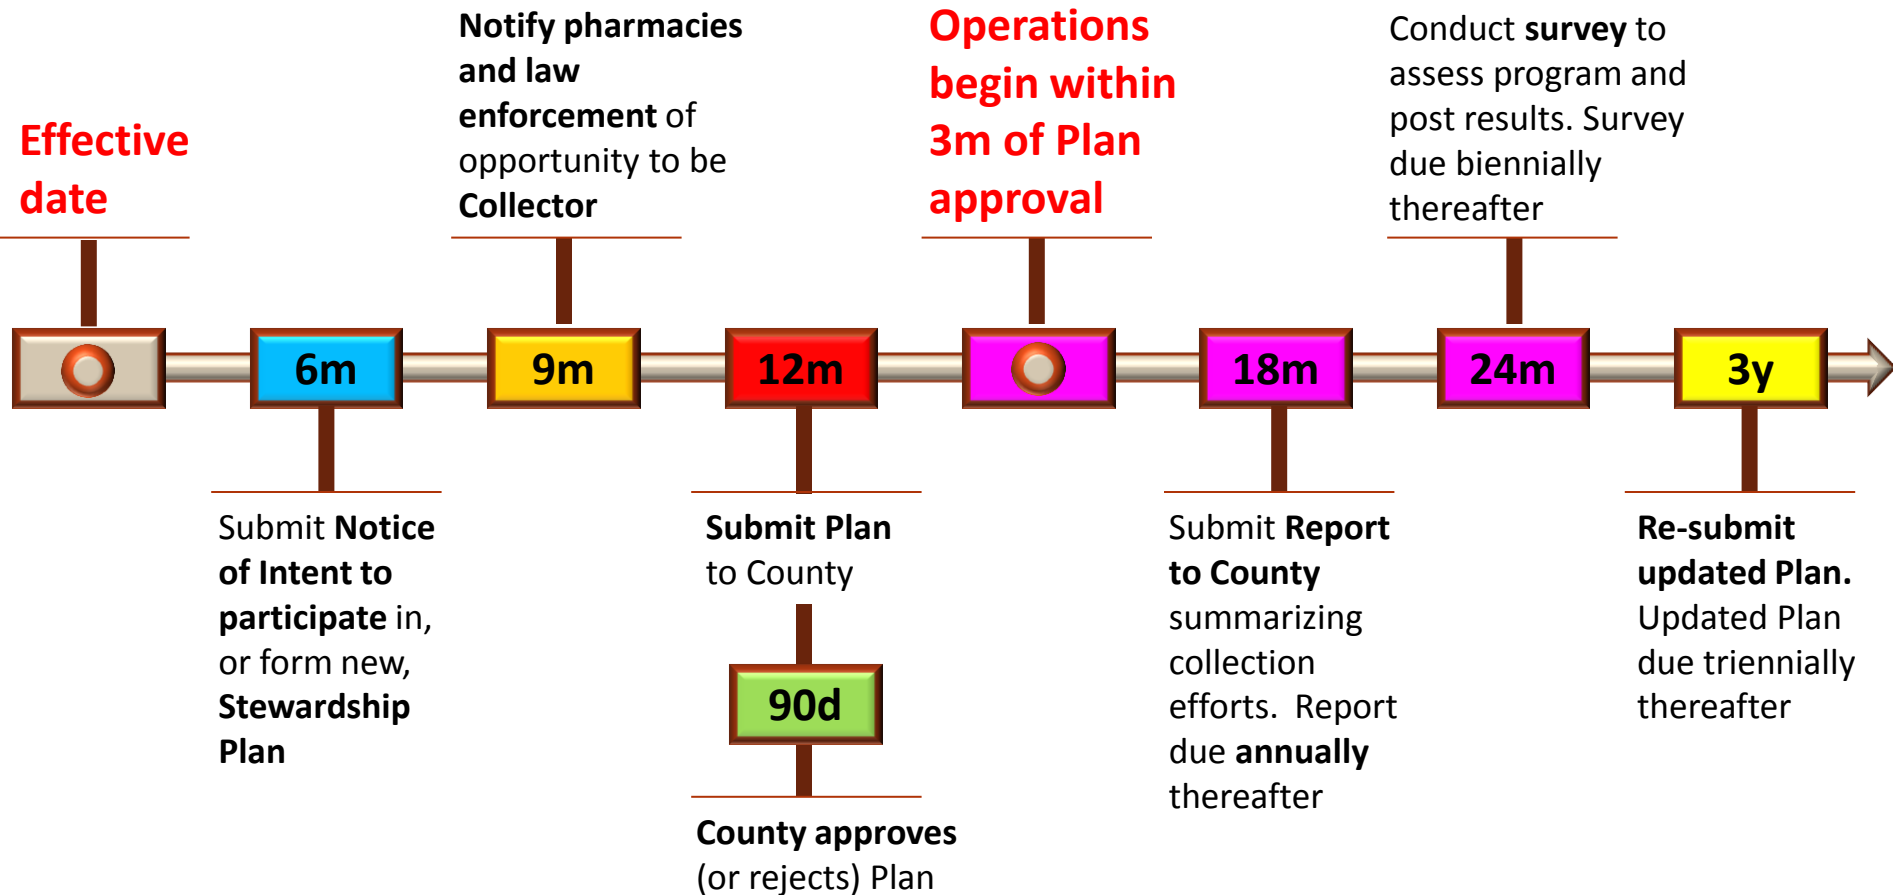 Effective
date
Notify pharmacies
and law
enforcement of
opportunity to be
Collector
Operations
begin within
3m of Plan
approval
Conduct survey to
assess program and
post results. Survey
due biennially
thereafter
6m
9m
12m
18m
24m
3y
Submit Notice
of Intent to
participate in,
or form new,
Stewardship
Plan
Submit Plan
to County
90d
County approves
(or rejects) Plan
Submit Report
to County
summarizing
collection
efforts. Report
due annually
thereafter
Re-submit
updated Plan.
Updated Plan
due triennially
thereafter